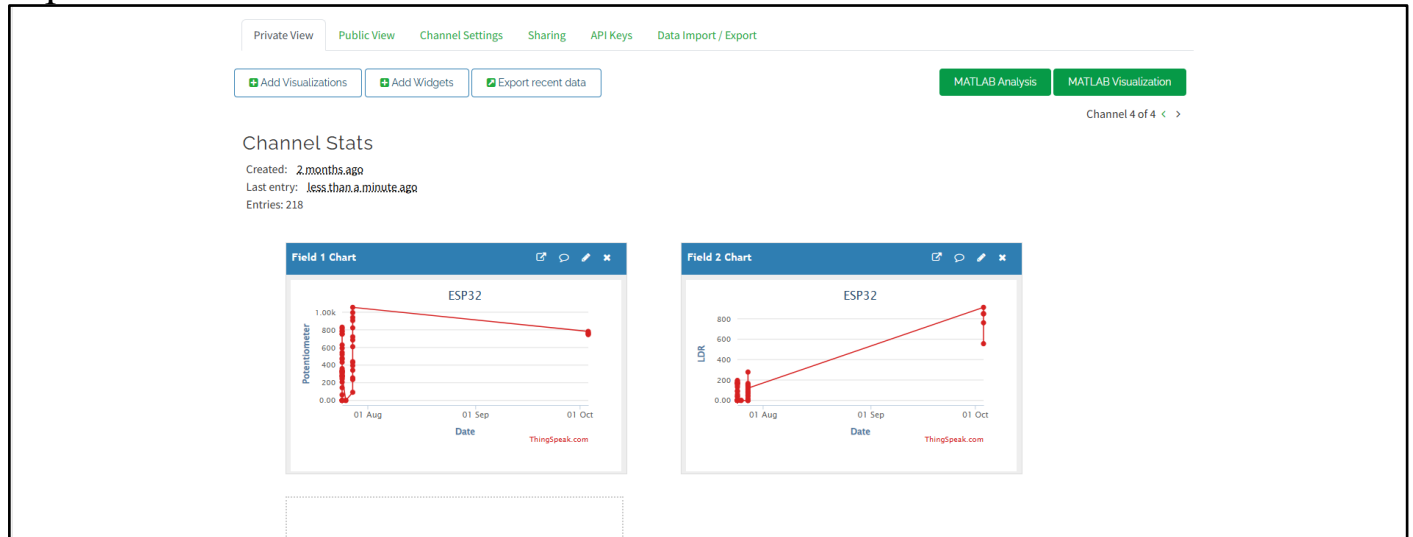 Private View Public View Channel Settings Sharing API Keys Data Import / Export
Add Visualizations Add Widgets Export recent data MATLAB Analysis MATLAB Visualization
Channel 4 of 4 < >
Channel Stats
Created: 2 months ago
Last entry: less than a minute ago
Entries: 218
Field 1 Chart
ESP32
Potentiometer
1.00k
800
600
400
200
0.00
01 Aug 01 Sep 01 Oct
Date
ThingSpeak.com
Field 2 Chart
ESP32
LDR
800
600
400
200
0.00
01 Aug 01 Sep 01 Oct
Date
ThingSpeak.com